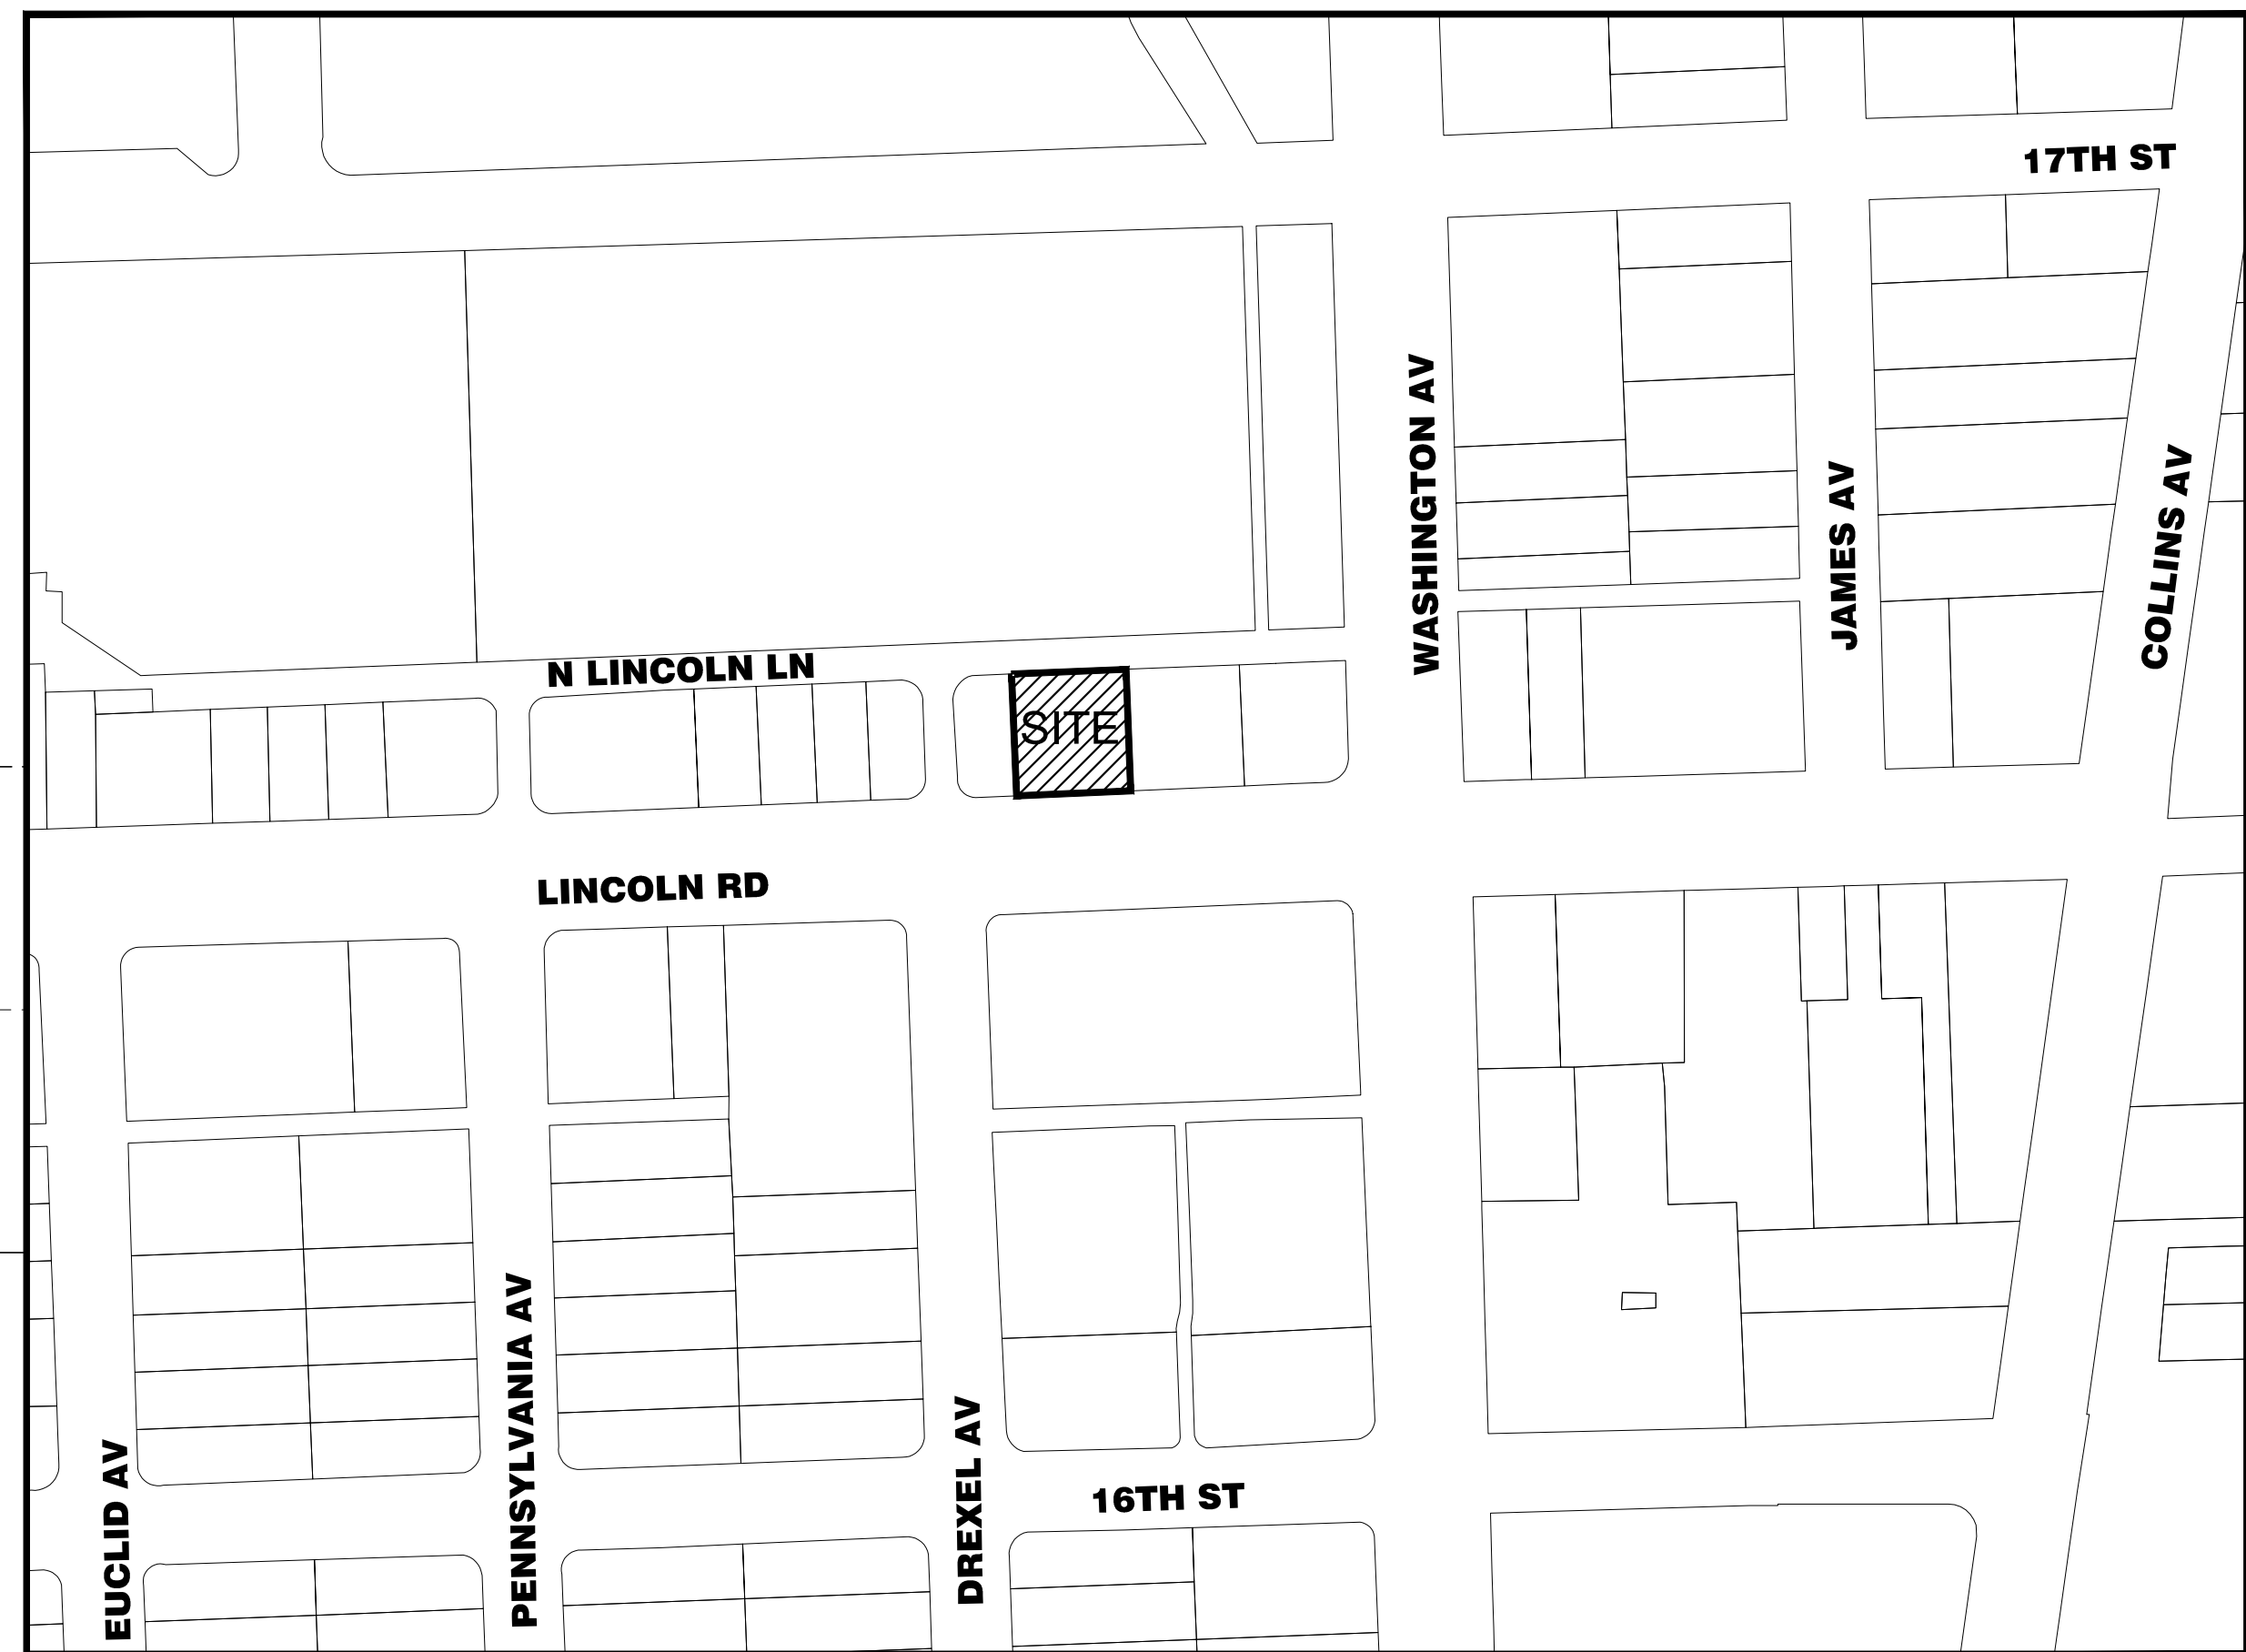 17TH ST
WASHINGTON AV
JAMES AV
COLLINS AV
N LINCOLN LN
SITE
LINCOLN RD
EUCLID AV
PENNSYLVANIA AV
DREXEL AV
16TH ST